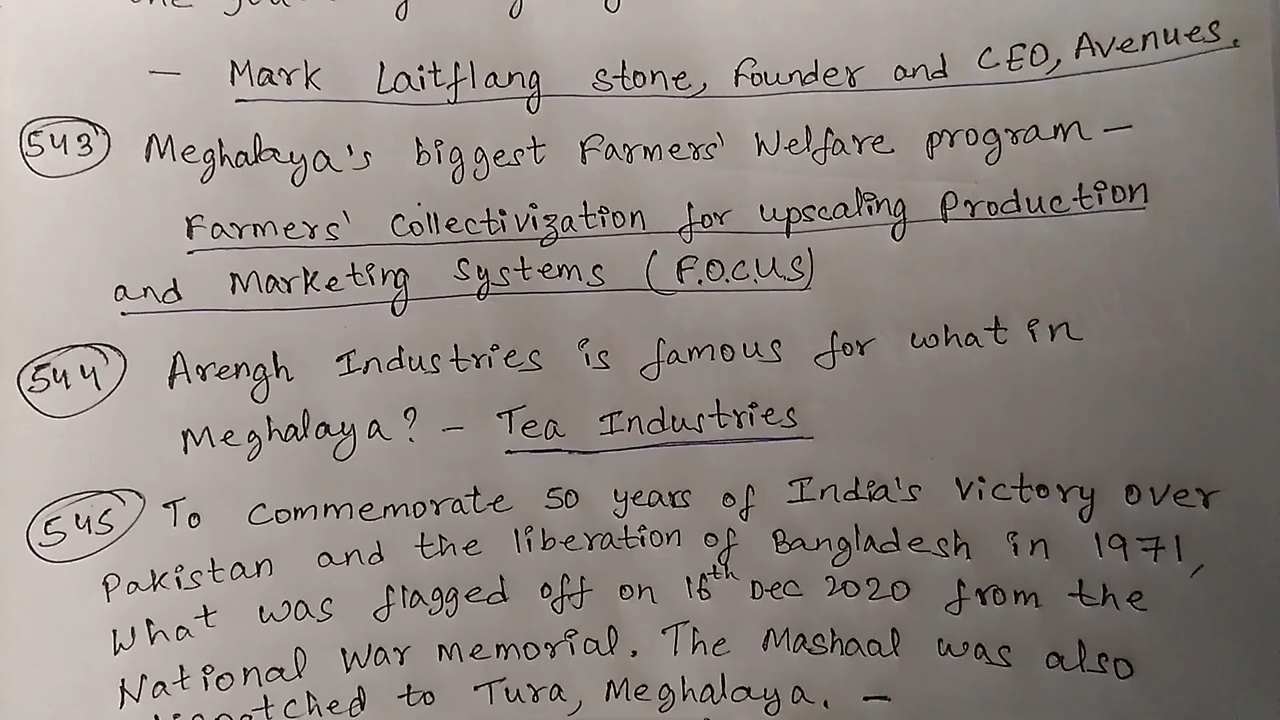 - Mark Laitflang stone, Founder and CEO, Avenues.
543 Meghalaya's biggest Farmers' Welfare program -
Farmers' Collectivization for upscaling Production
and Marketing Systems (F.O.C.U.S)
544 Arengh Industries is famous for what in
Meghalaya? - Tea Industries
545 To commemorate 50 years of India's victory over
Pakistan and the liberation of Bangladesh in 1971,
What was flagged off on 16th Dec 2020 from the
National War memorial. The Mashaal was also
to Tura, Meghalaya. -